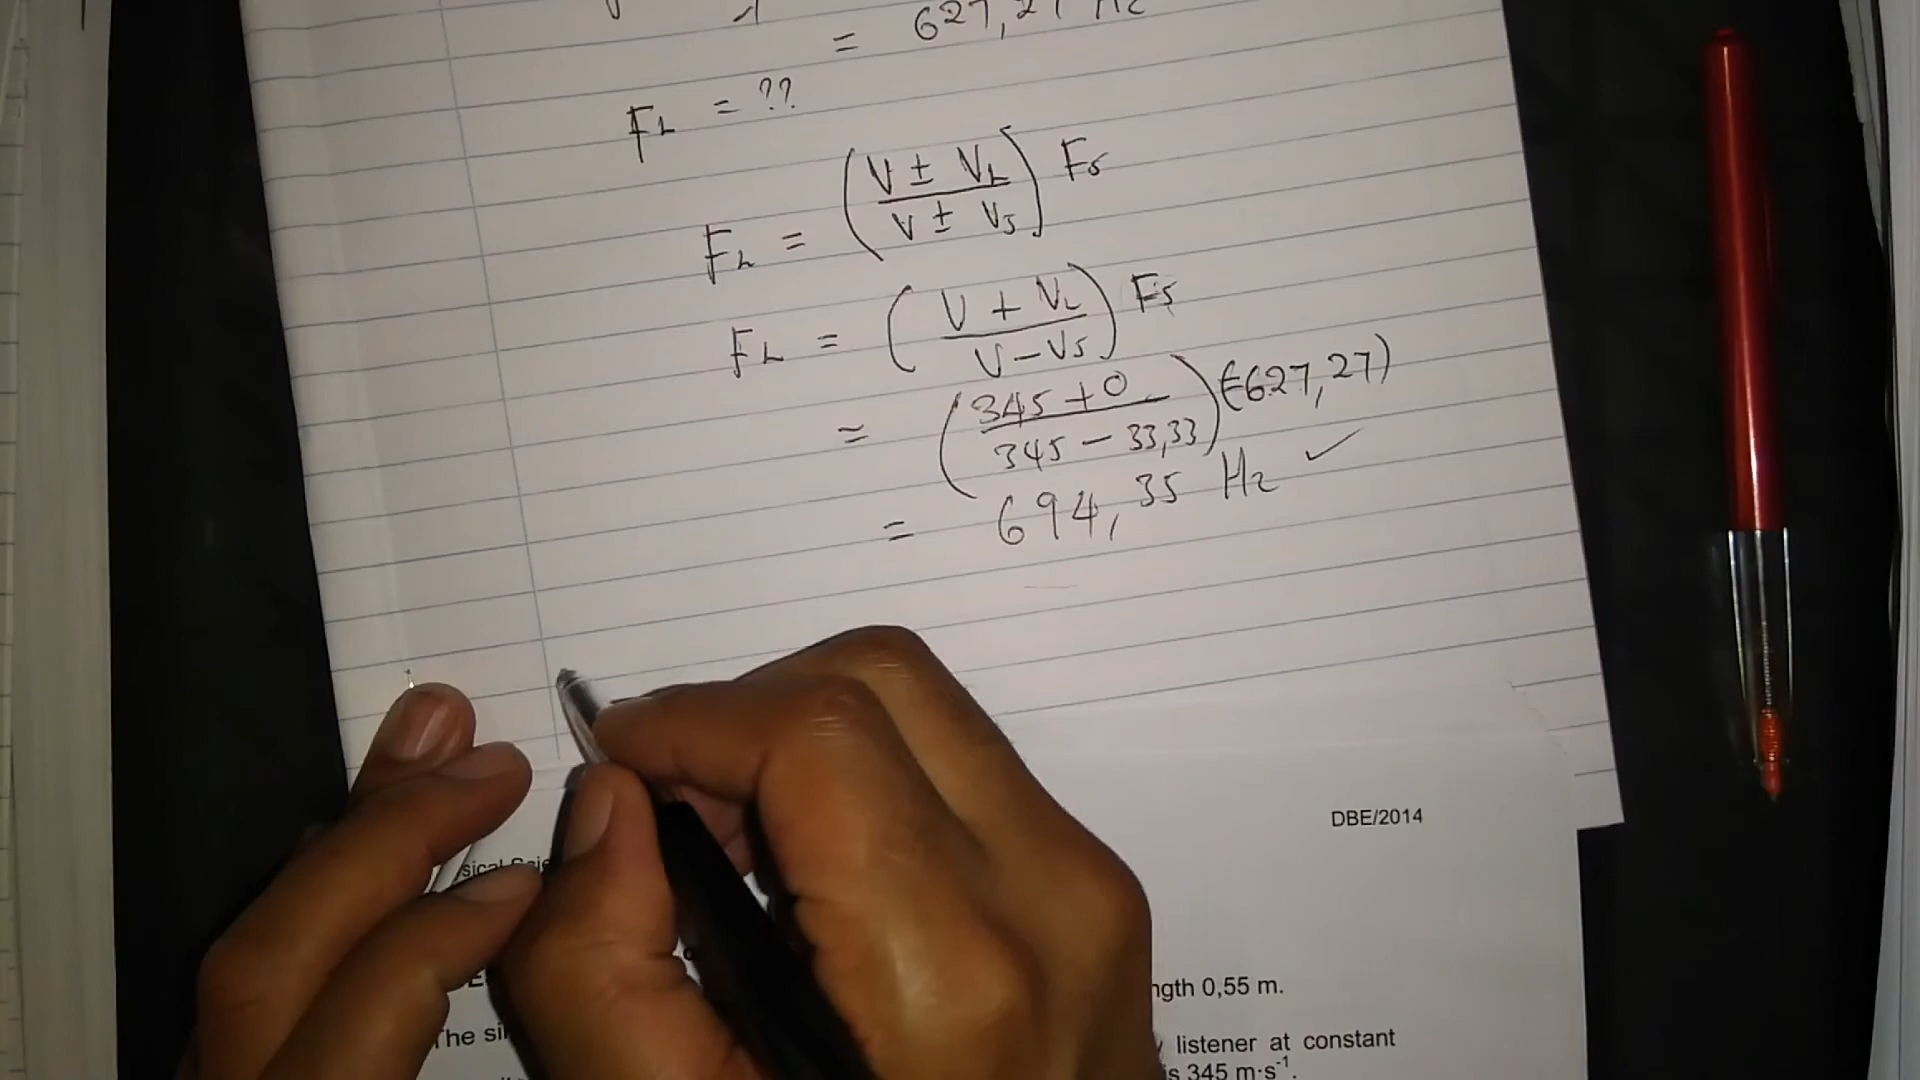 = 627,27 Hz
FL = ??
FL = (V ± VL / V ± VS) FS
FL = (V + VL / V - VS) FS
= (345 + 0 / 345 - 33,33) (627,27)
= 694,35 Hz ✓
DBE/2014
ngth 0,55 m.
The si
listener at constant
is 345 m·s⁻¹.